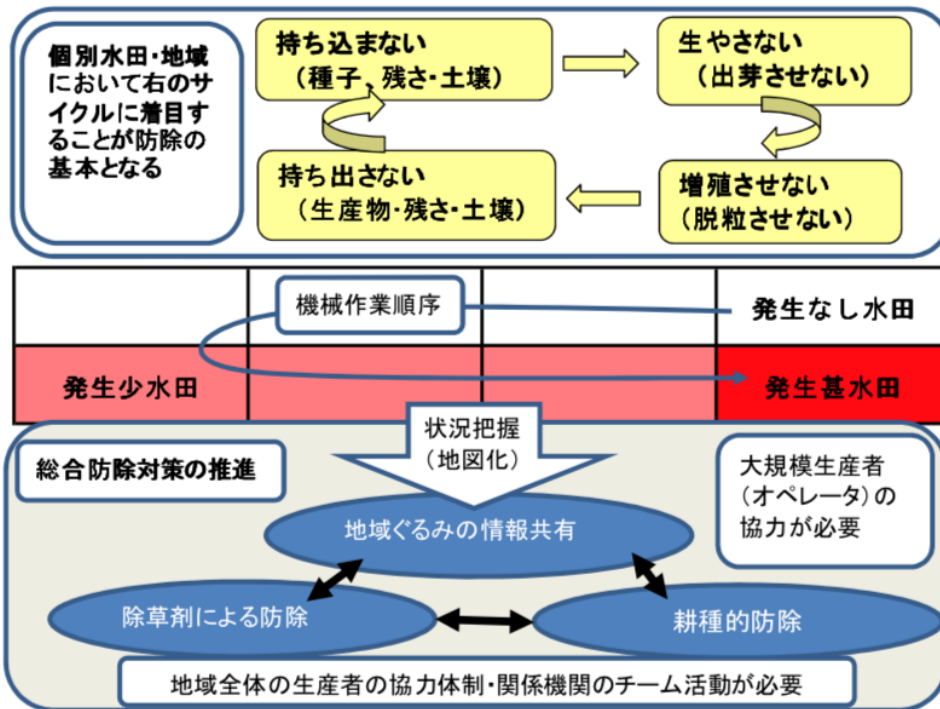 個別水田・地域
において右のサ
イクルに着目す
ることが防除の
基本となる
持ち込まない
（種子、残さ・土壌）
生やさない
（出芽させない）
持ち出さない
（生産物・残さ・土壌）
増殖させない
（脱粒させない）
機械作業順序
発生なし水田
発生少水田
発生甚水田
状況把握
（地図化）
総合防除対策の推進
大規模生産者
（オペレータ）の
協力が必要
地域ぐるみの情報共有
除草剤による防除
耕種的防除
地域全体の生産者の協力体制・関係機関のチーム活動が必要